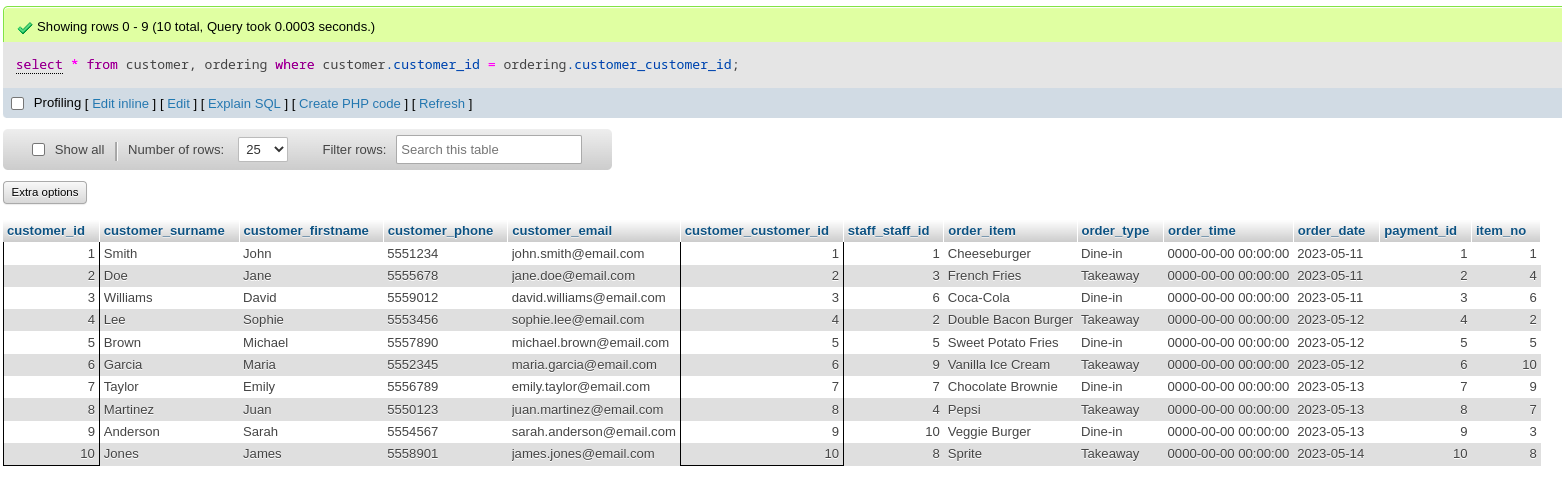 Showing rows 0 - 9 (10 total, Query took 0.0003 seconds.)
select * from customer, ordering where customer.customer_id = ordering.customer_customer_id;
Profiling [ Edit inline ] [ Edit ] [ Explain SQL ] [ Create PHP code ] [ Refresh ]
Show all Number of rows: 25 Filter rows: Search this table
Extra options
customer_id customer_surname customer_firstname customer_phone customer_email customer_customer_id staff_staff_id order_item order_type order_time order_date payment_id item_no
1 Smith John 5551234 john.smith@email.com 1 1 Cheeseburger Dine-in 0000-00-00 00:00:00 2023-05-11 1 1
2 Doe Jane 5555678 jane.doe@email.com 2 3 French Fries Takeaway 0000-00-00 00:00:00 2023-05-11 2 4
3 Williams David 5559012 david.williams@email.com 3 6 Coca-Cola Dine-in 0000-00-00 00:00:00 2023-05-11 3 6
4 Lee Sophie 5553456 sophie.lee@email.com 4 2 Double Bacon Burger Takeaway 0000-00-00 00:00:00 2023-05-12 4 2
5 Brown Michael 5557890 michael.brown@email.com 5 5 Sweet Potato Fries Dine-in 0000-00-00 00:00:00 2023-05-12 5 5
6 Garcia Maria 5552345 maria.garcia@email.com 6 9 Vanilla Ice Cream Takeaway 0000-00-00 00:00:00 2023-05-12 6 10
7 Taylor Emily 5556789 emily.taylor@email.com 7 7 Chocolate Brownie Dine-in 0000-00-00 00:00:00 2023-05-13 7 9
8 Martinez Juan 5550123 juan.martinez@email.com 8 4 Pepsi Takeaway 0000-00-00 00:00:00 2023-05-13 8 7
9 Anderson Sarah 5554567 sarah.anderson@email.com 9 10 Veggie Burger Dine-in 0000-00-00 00:00:00 2023-05-13 9 3
10 Jones James 5558901 james.jones@email.com 10 8 Sprite Takeaway 0000-00-00 00:00:00 2023-05-14 10 8